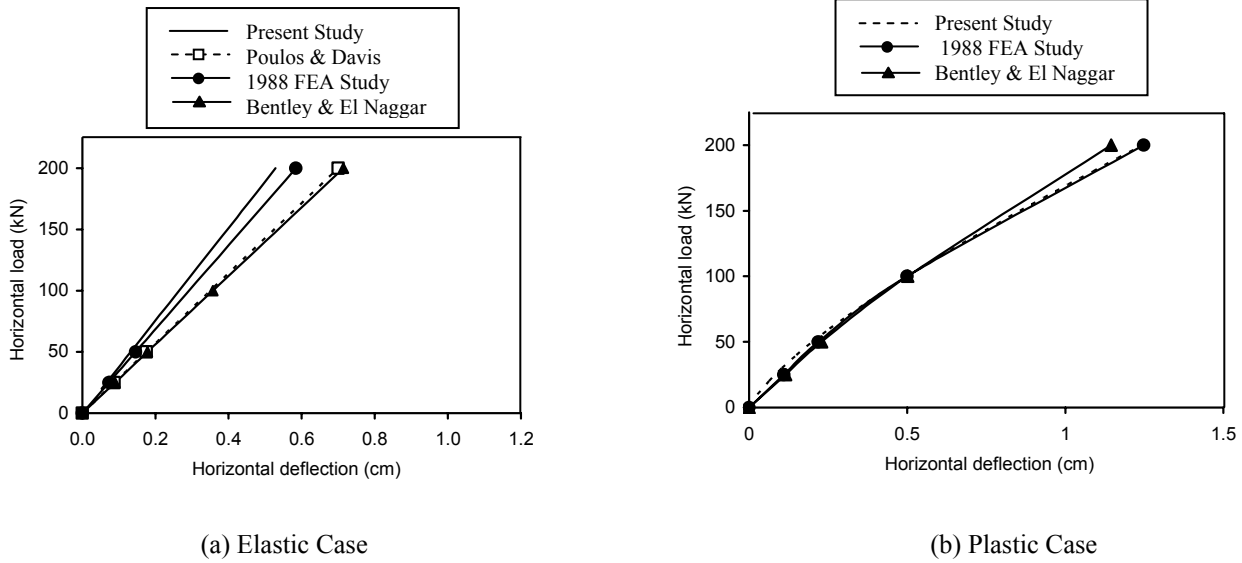 Present Study
Poulos & Davis
1988 FEA Study
Bentley & El Naggar
Horizontal load (kN)
200
150
100
50
0
0.0 0.2 0.4 0.6 0.8 1.0 1.2
Horizontal deflection (cm)
(a) Elastic Case
Present Study
1988 FEA Study
Bentley & El Naggar
Horizontal load (kN)
200
150
100
50
0
0 0.5 1 1.5
Horizontal deflection (cm)
(b) Plastic Case